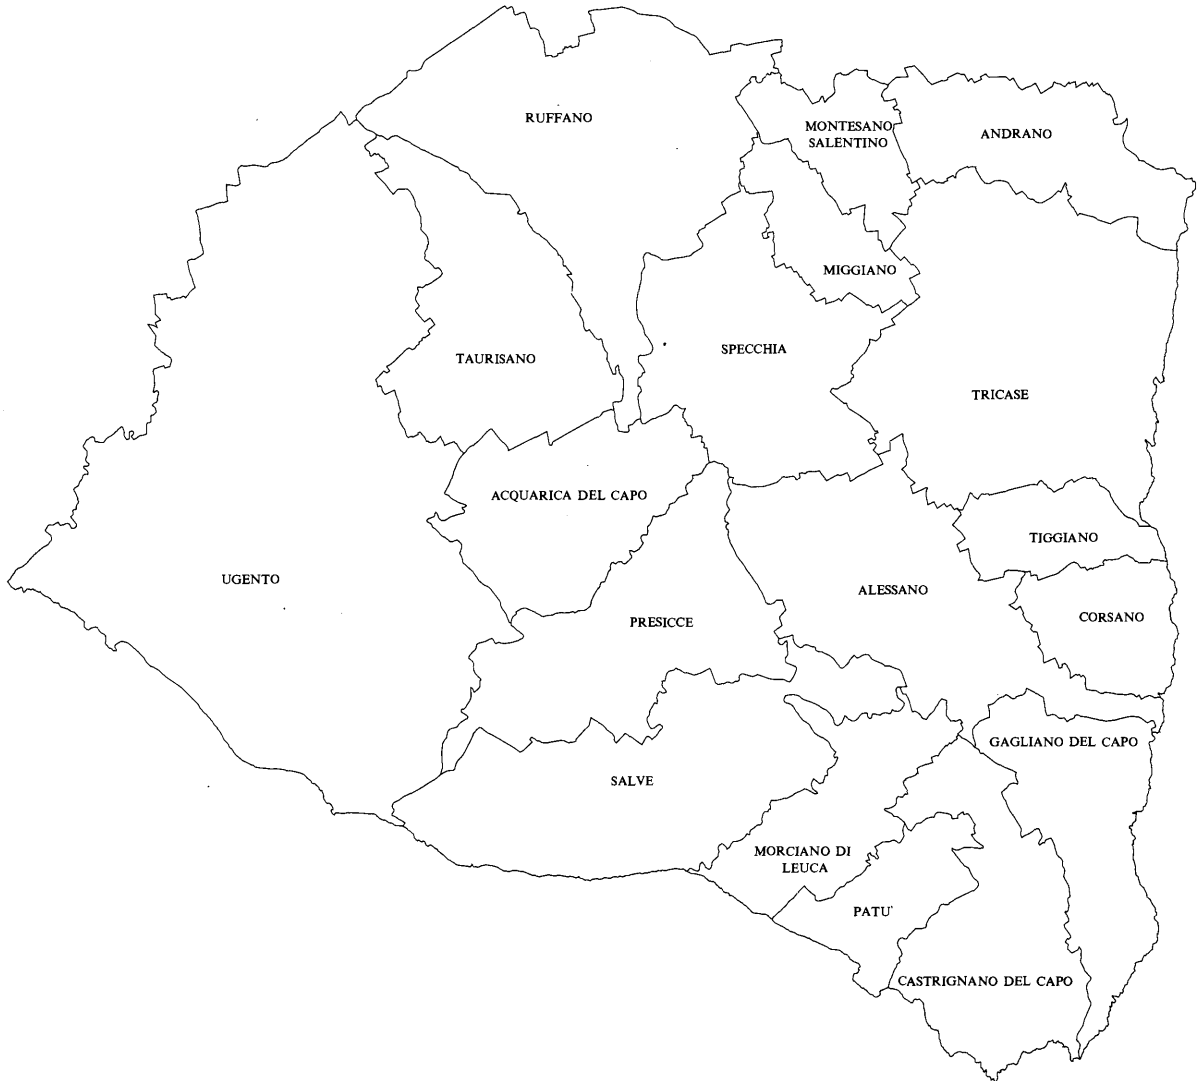 RUFFANO
MONTESANO
SALENTINO
ANDRANO
MIGGIANO
SPECCHIA
TAURISANO
TRICASE
ACQUARICA DEL CAPO
TIGGIANO
UGENTO
ALESSANO
CORSANO
PRESICCE
GAGLIANO DEL CAPO
SALVE
MORCIANO DI
LEUCA
PATU'
CASTRIGNANO DEL CAPO